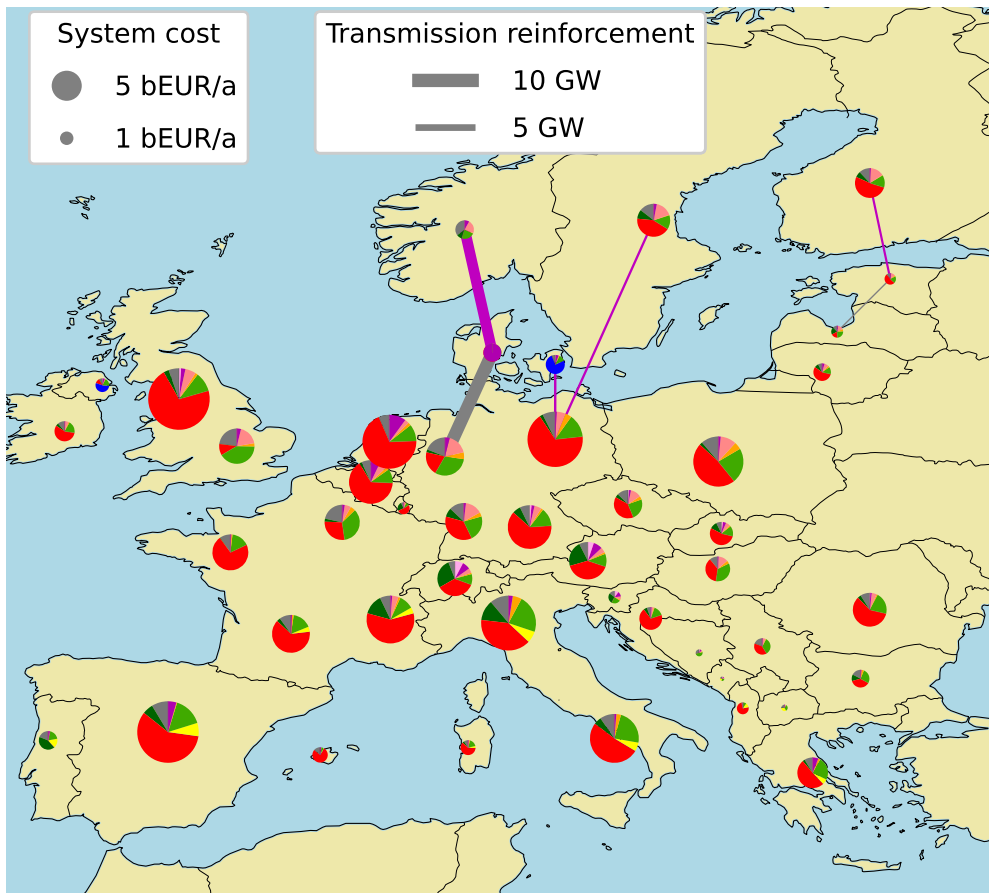 System cost
5 bEUR/a
1 bEUR/a
Transmission reinforcement
10 GW
5 GW